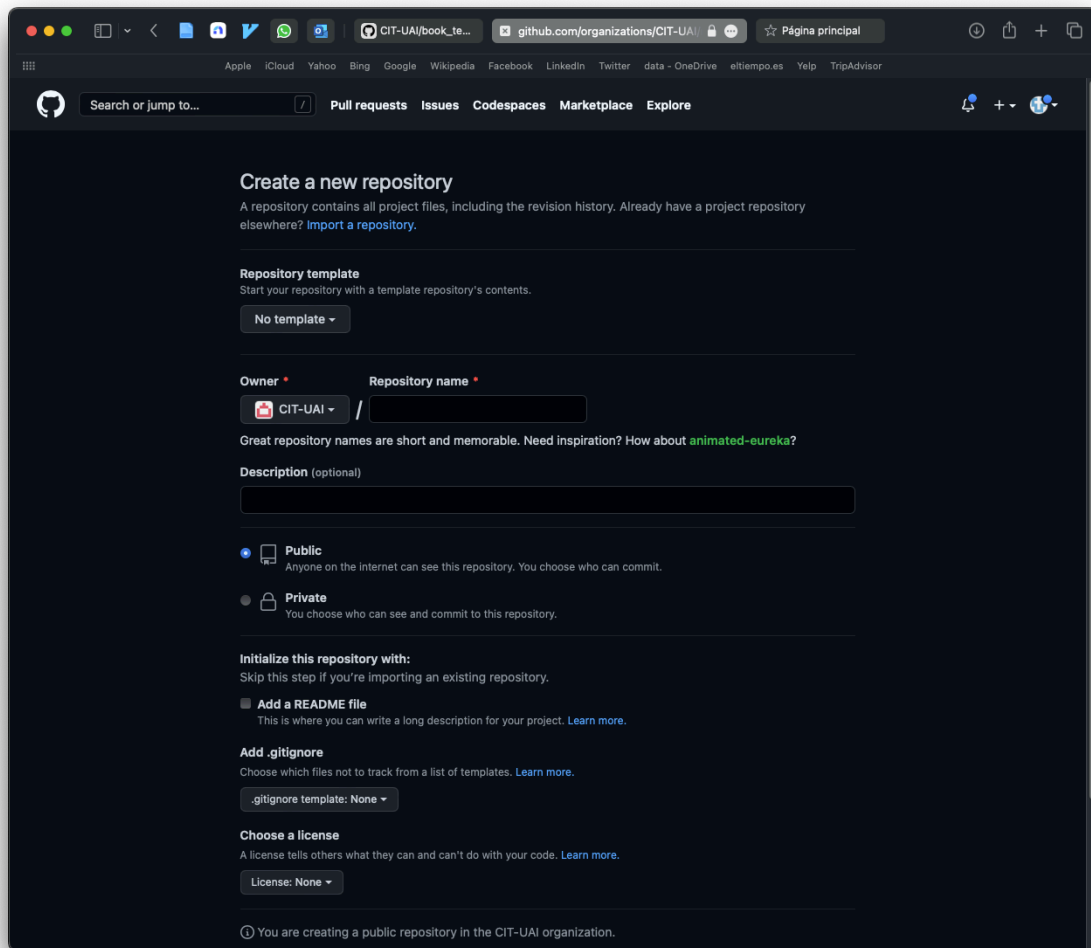 CIT-UAI/book_te...
github.com/organizations/CIT-UAI/
Página principal
Apple iCloud Yahoo Bing Google Wikipedia Facebook LinkedIn Twitter data - OneDrive eltiempo.es Yelp TripAdvisor
Search or jump to... /
Pull requests Issues Codespaces Marketplace Explore
Create a new repository
A repository contains all project files, including the revision history. Already have a project repository
elsewhere? Import a repository.
Repository template
Start your repository with a template repository's contents.
No template
Owner * Repository name *
CIT-UAI /
Great repository names are short and memorable. Need inspiration? How about animated-eureka?
Description (optional)
Public
Anyone on the internet can see this repository. You choose who can commit.
Private
You choose who can see and commit to this repository.
Initialize this repository with:
Skip this step if you're importing an existing repository.
Add a README file
This is where you can write a long description for your project. Learn more.
Add .gitignore
Choose which files not to track from a list of templates. Learn more.
.gitignore template: None
Choose a license
A license tells others what they can and can't do with your code. Learn more.
License: None
You are creating a public repository in the CIT-UAI organization.